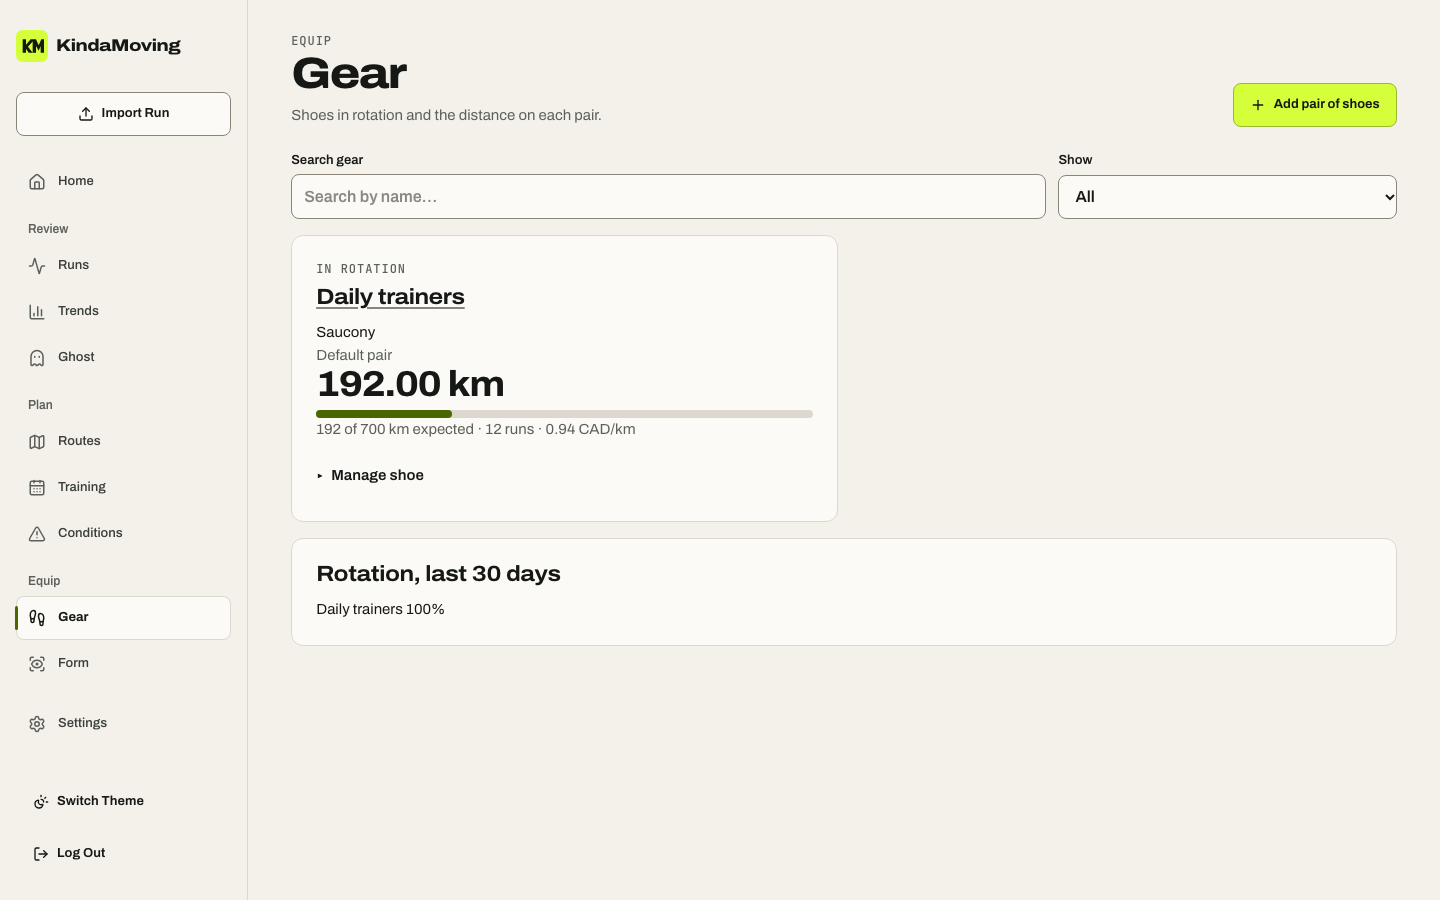 KM KindaMoving
Import Run
Home
Review
Runs
Trends
Ghost
Plan
Routes
Training
Conditions
Equip
Gear
Form
Settings
Switch Theme
Log Out
EQUIP
Gear
Shoes in rotation and the distance on each pair.
Add pair of shoes
Search gear
Search by name...
Show
All
IN ROTATION
Daily trainers
Saucony
Default pair
192.00 km
192 of 700 km expected · 12 runs · 0.94 CAD/km
Manage shoe
Rotation, last 30 days
Daily trainers 100%